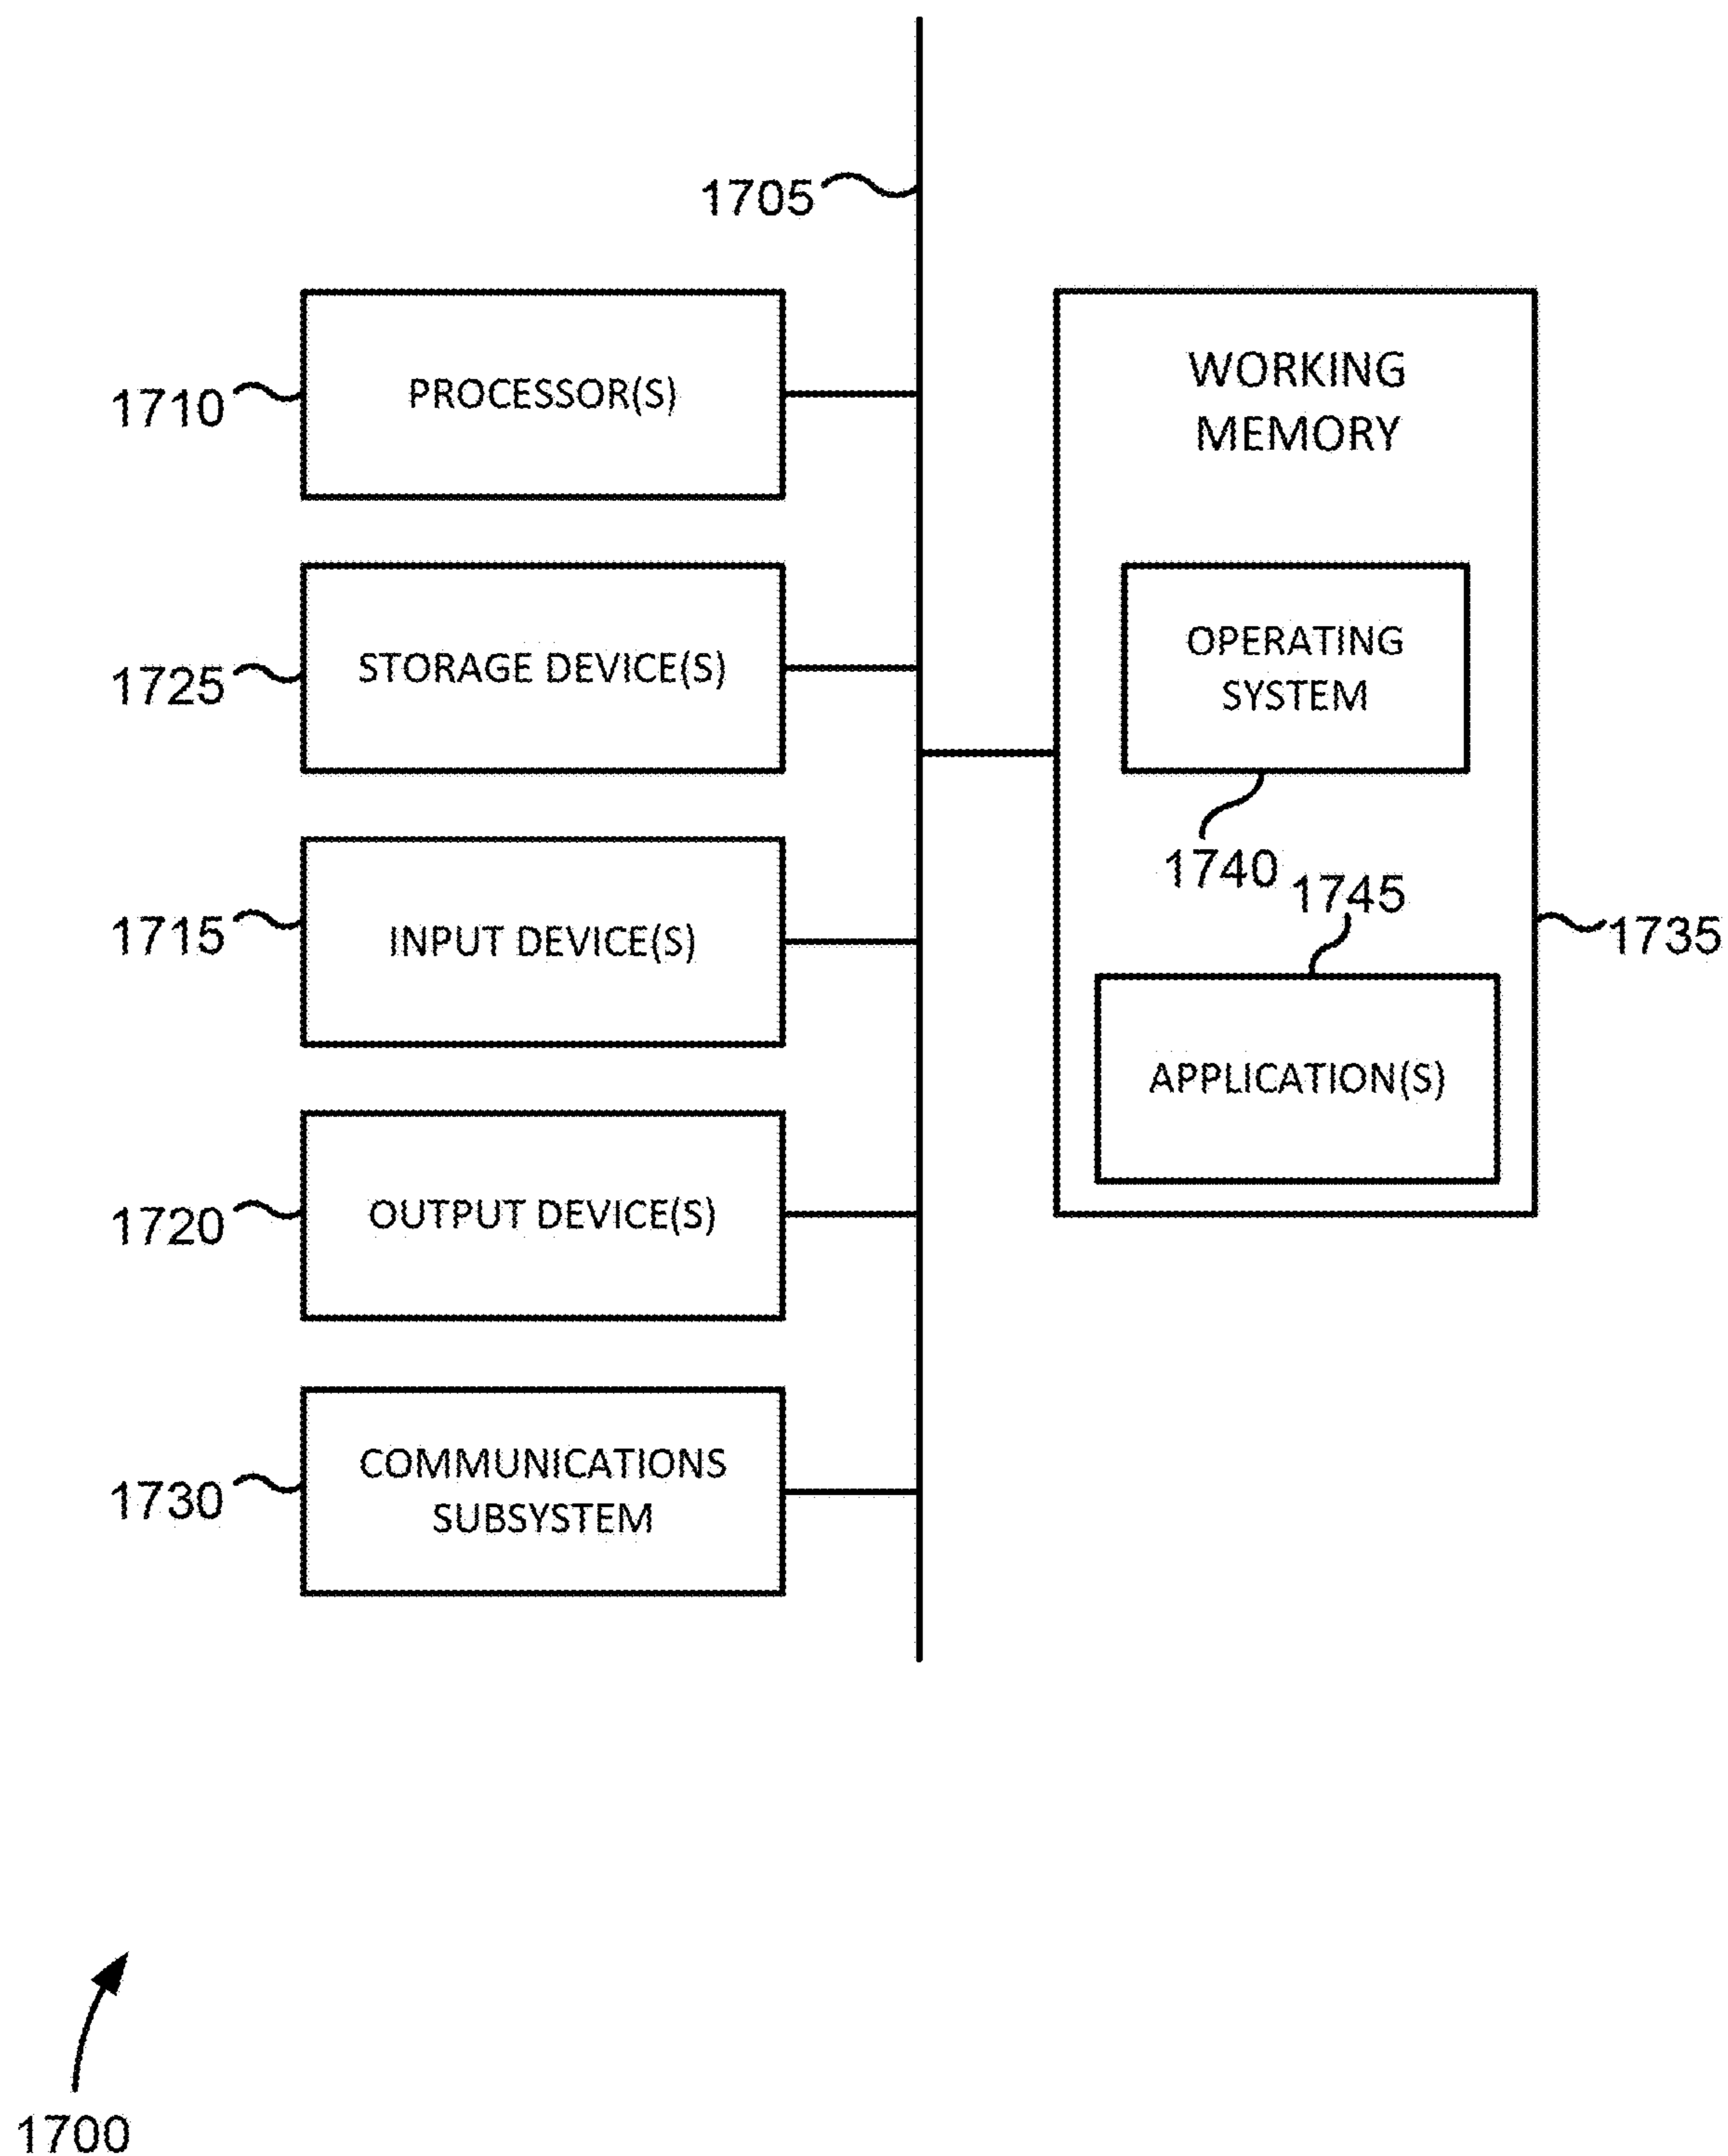 1705
1710
PROCESSOR(S)
WORKING
MEMORY
1725
STORAGE DEVICE(S)
OPERATING
SYSTEM
1740
1745
1715
INPUT DEVICE(S)
1735
APPLICATION(S)
1720
OUTPUT DEVICE(S)
1730
COMMUNICATIONS
SUBSYSTEM
1700